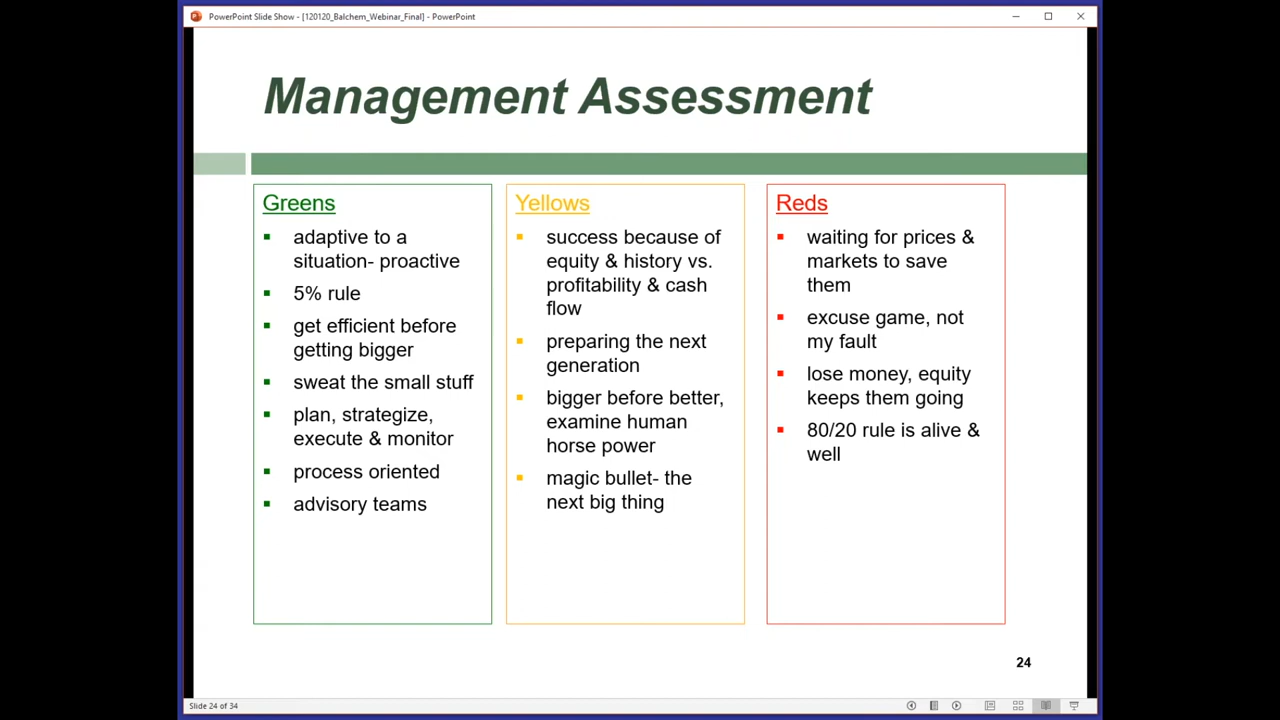 PowerPoint Slide Show - [120120_Balchem_Webinar_Final] - PowerPoint
Management Assessment
Greens
adaptive to a
situation- proactive
5% rule
get efficient before
getting bigger
sweat the small stuff
plan, strategize,
execute & monitor
process oriented
advisory teams
Yellows
success because of
equity & history vs.
profitability & cash
flow
preparing the next
generation
bigger before better,
examine human
horse power
magic bullet- the
next big thing
Reds
waiting for prices &
markets to save
them
excuse game, not
my fault
lose money, equity
keeps them going
80/20 rule is alive &
well
24
Slide 24 of 34